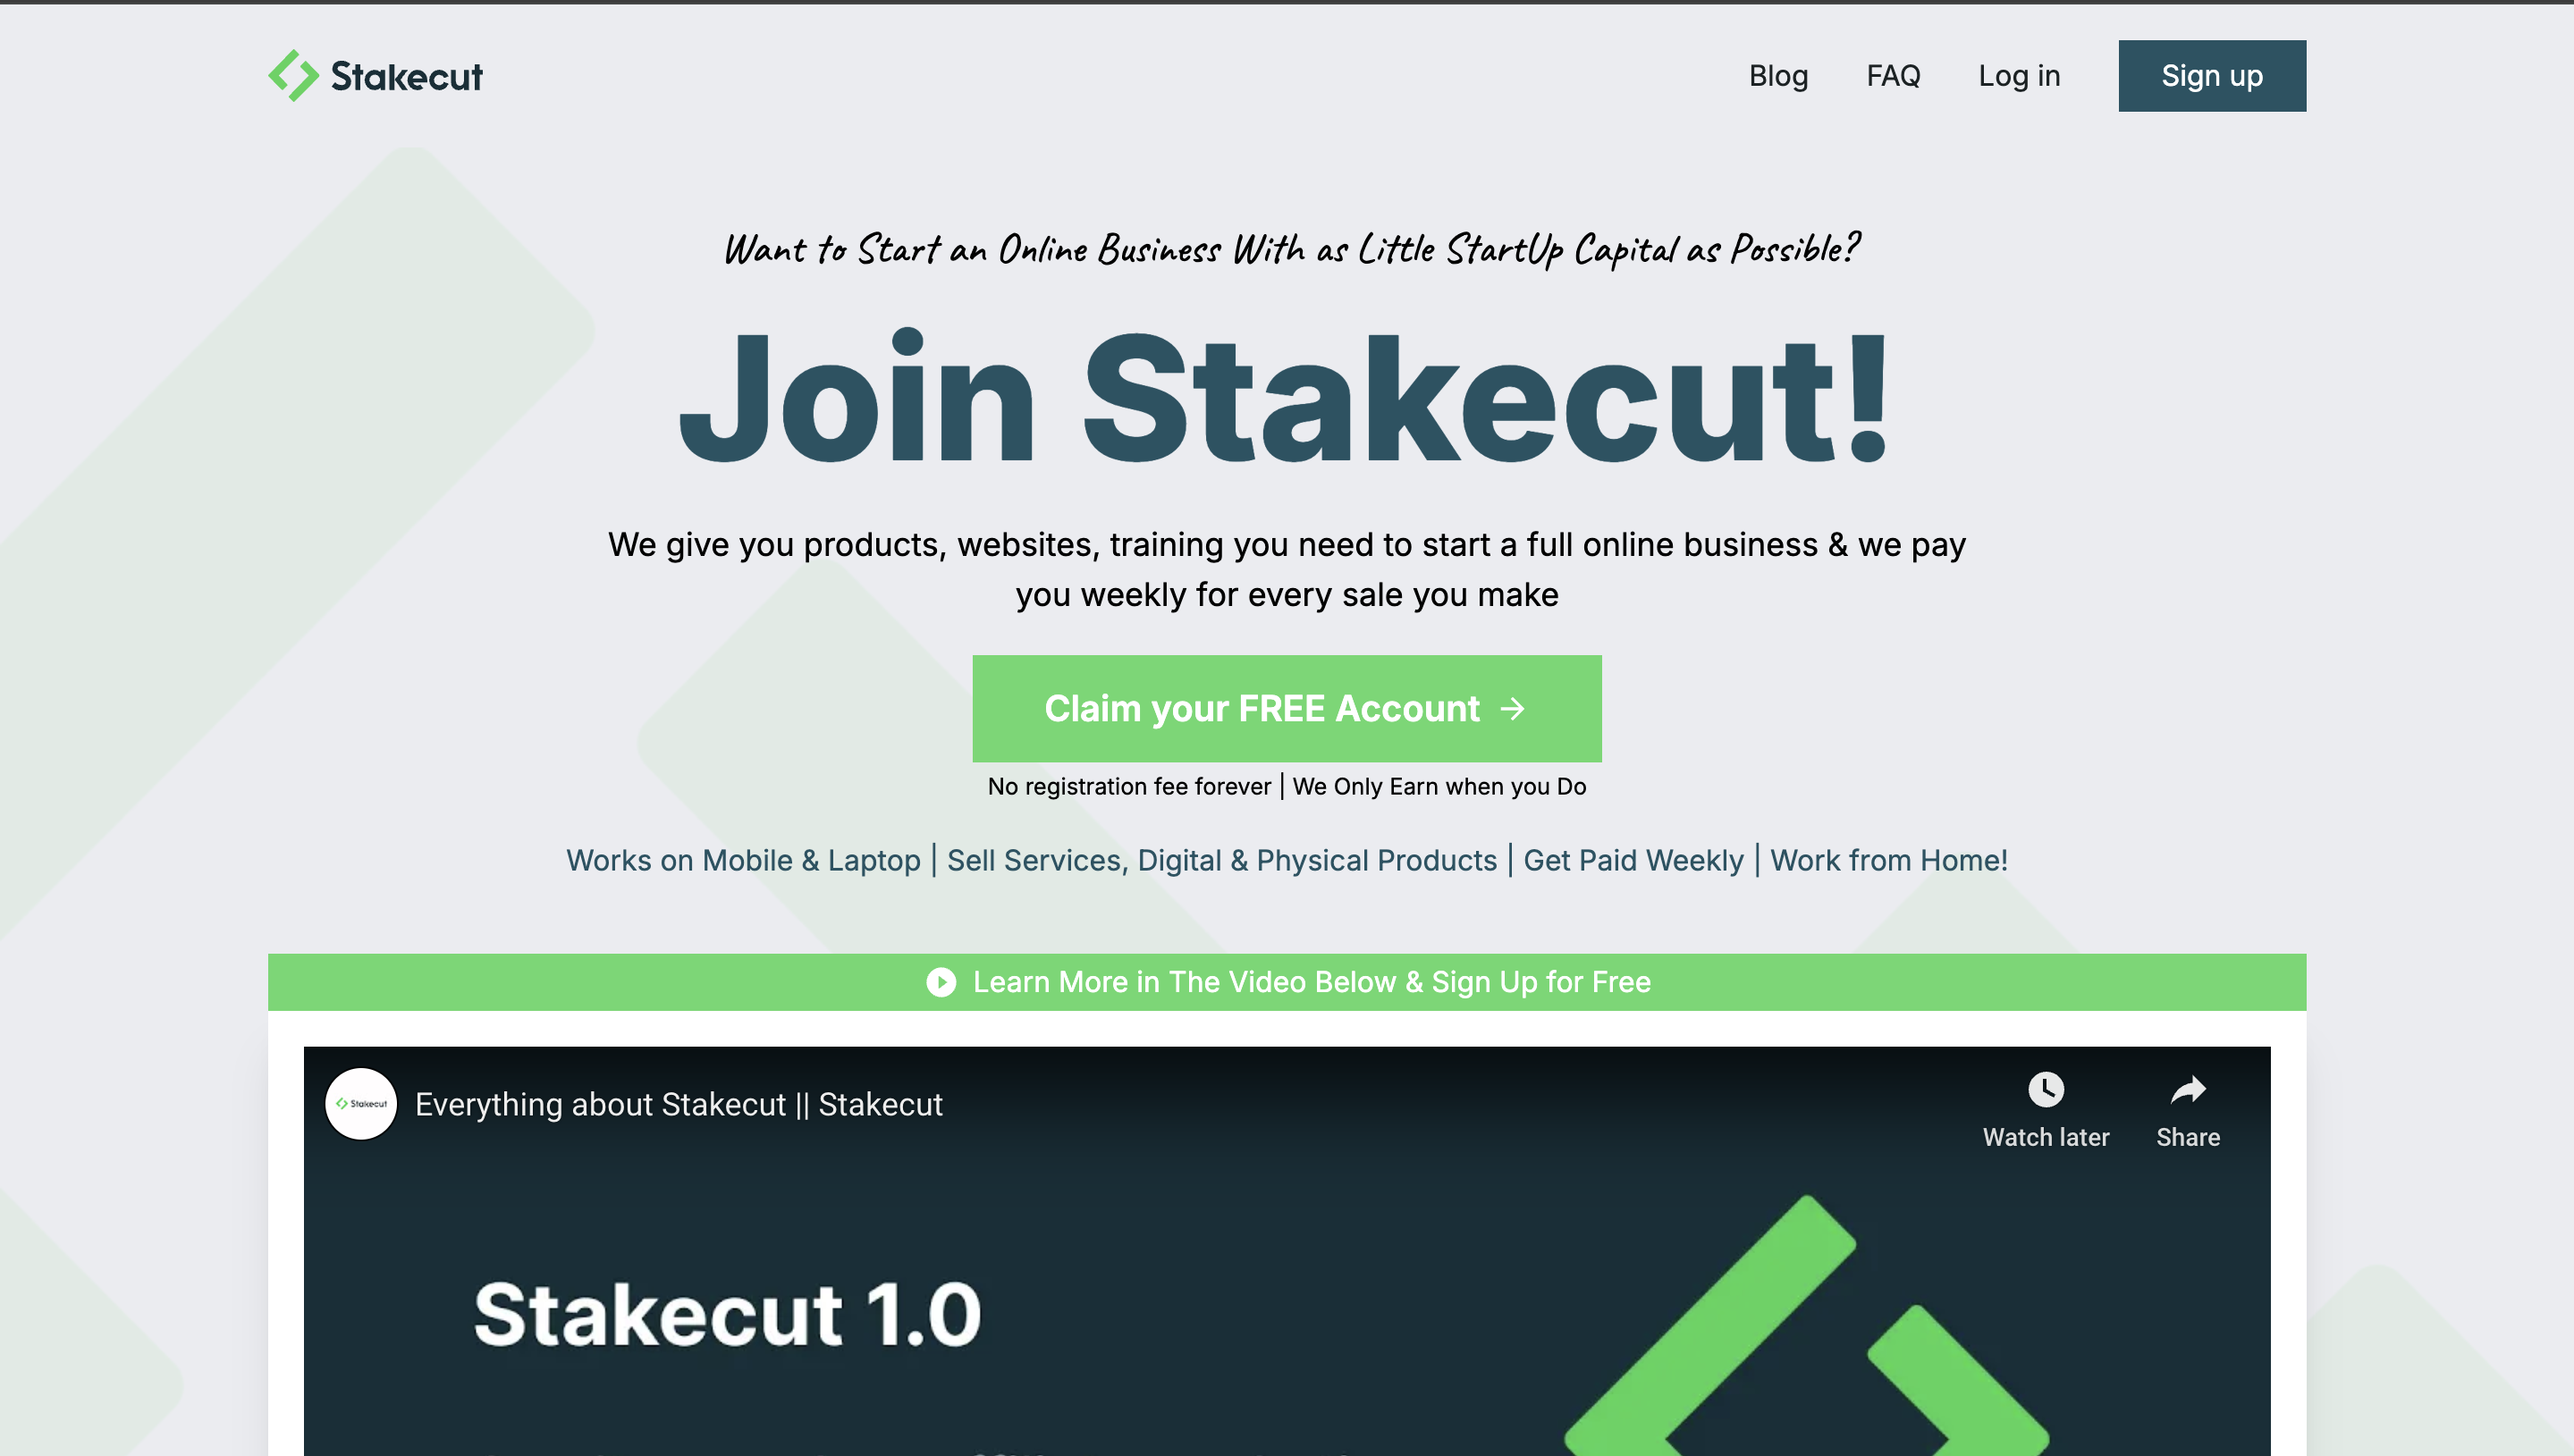 Stakecut
Blog
FAQ
Log in
Sign up
Want to Start an Online Business With as Little StartUp Capital as Possible?
Join Stakecut!
We give you products, websites, training you need to start a full online business & we pay
you weekly for every sale you make
Claim your FREE Account →
No registration fee forever | We Only Earn when you Do
Works on Mobile & Laptop | Sell Services, Digital & Physical Products | Get Paid Weekly | Work from Home!
Learn More in The Video Below & Sign Up for Free
Stakecut
Everything about Stakecut || Stakecut
Watch later
Share
Stakecut 1.0